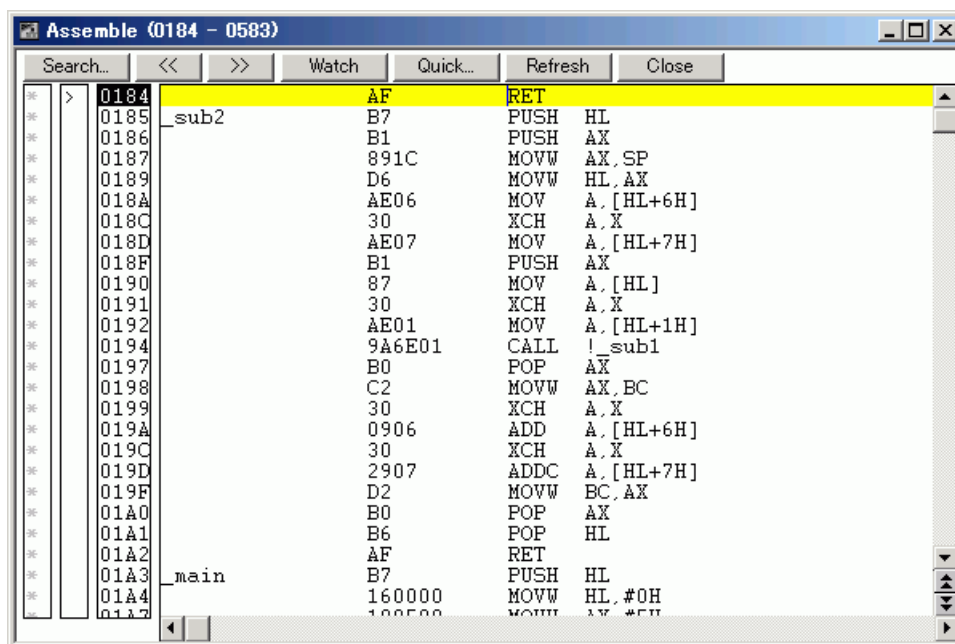 Assemble (0184 - 0583)
Search... << >> Watch Quick... Refresh Close
* > 0184 AF RET
* 0185 _sub2 B7 PUSH HL
* 0186 B1 PUSH AX
* 0187 891C MOVW AX,SP
* 0189 D6 MOVW HL,AX
* 018A AE06 MOV A,[HL+6H]
* 018C 30 XCH A,X
* 018D AE07 MOV A,[HL+7H]
* 018F B1 PUSH AX
* 0190 87 MOV A,[HL]
* 0191 30 XCH A,X
* 0192 AE01 MOV A,[HL+1H]
* 0194 9A6E01 CALL !_sub1
* 0197 B0 POP AX
* 0198 C2 MOVW AX,BC
* 0199 30 XCH A,X
* 019A 0906 ADD A,[HL+6H]
* 019C 30 XCH A,X
* 019D 2907 ADDC A,[HL+7H]
* 019F D2 MOVW BC,AX
* 01A0 B0 POP AX
* 01A1 B6 POP HL
* 01A2 AF RET
* 01A3 _main B7 PUSH HL
* 01A4 160000 MOVW HL,#0H
* 01A7 MOVW AX,#5H